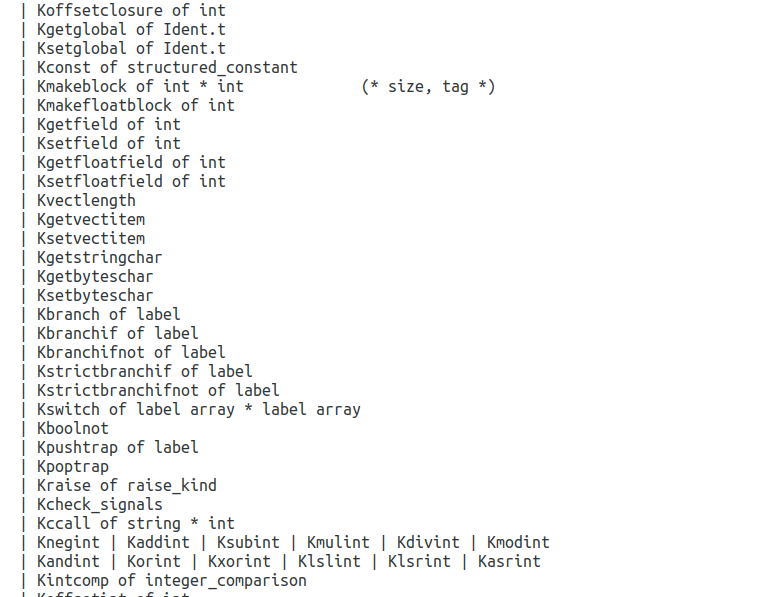 | Koffsetclosure of int
| Kgetglobal of Ident.t
| Ksetglobal of Ident.t
| Kconst of structured_constant
| Kmakeblock of int * int (* size, tag *)
| Kmakefloatblock of int
| Kgetfield of int
| Ksetfield of int
| Kgetfloatfield of int
| Ksetfloatfield of int
| Kvectlength
| Kgetvectitem
| Ksetvectitem
| Kgetstringchar
| Kgetbyteschar
| Ksetbyteschar
| Kbranch of label
| Kbranchif of label
| Kbranchifnot of label
| Kstrictbranchif of label
| Kstrictbranchifnot of label
| Kswitch of label array * label array
| Kboolnot
| Kpushtrap of label
| Kpoptrap
| Kraise of raise_kind
| Kcheck_signals
| Kccall of string * int
| Knegint | Kaddint | Ksubint | Kmulint | Kdivint | Kmodint
| Kandint | Korint | Kxorint | Klslint | Klsrint | Kasrint
| Kintcomp of integer_comparison